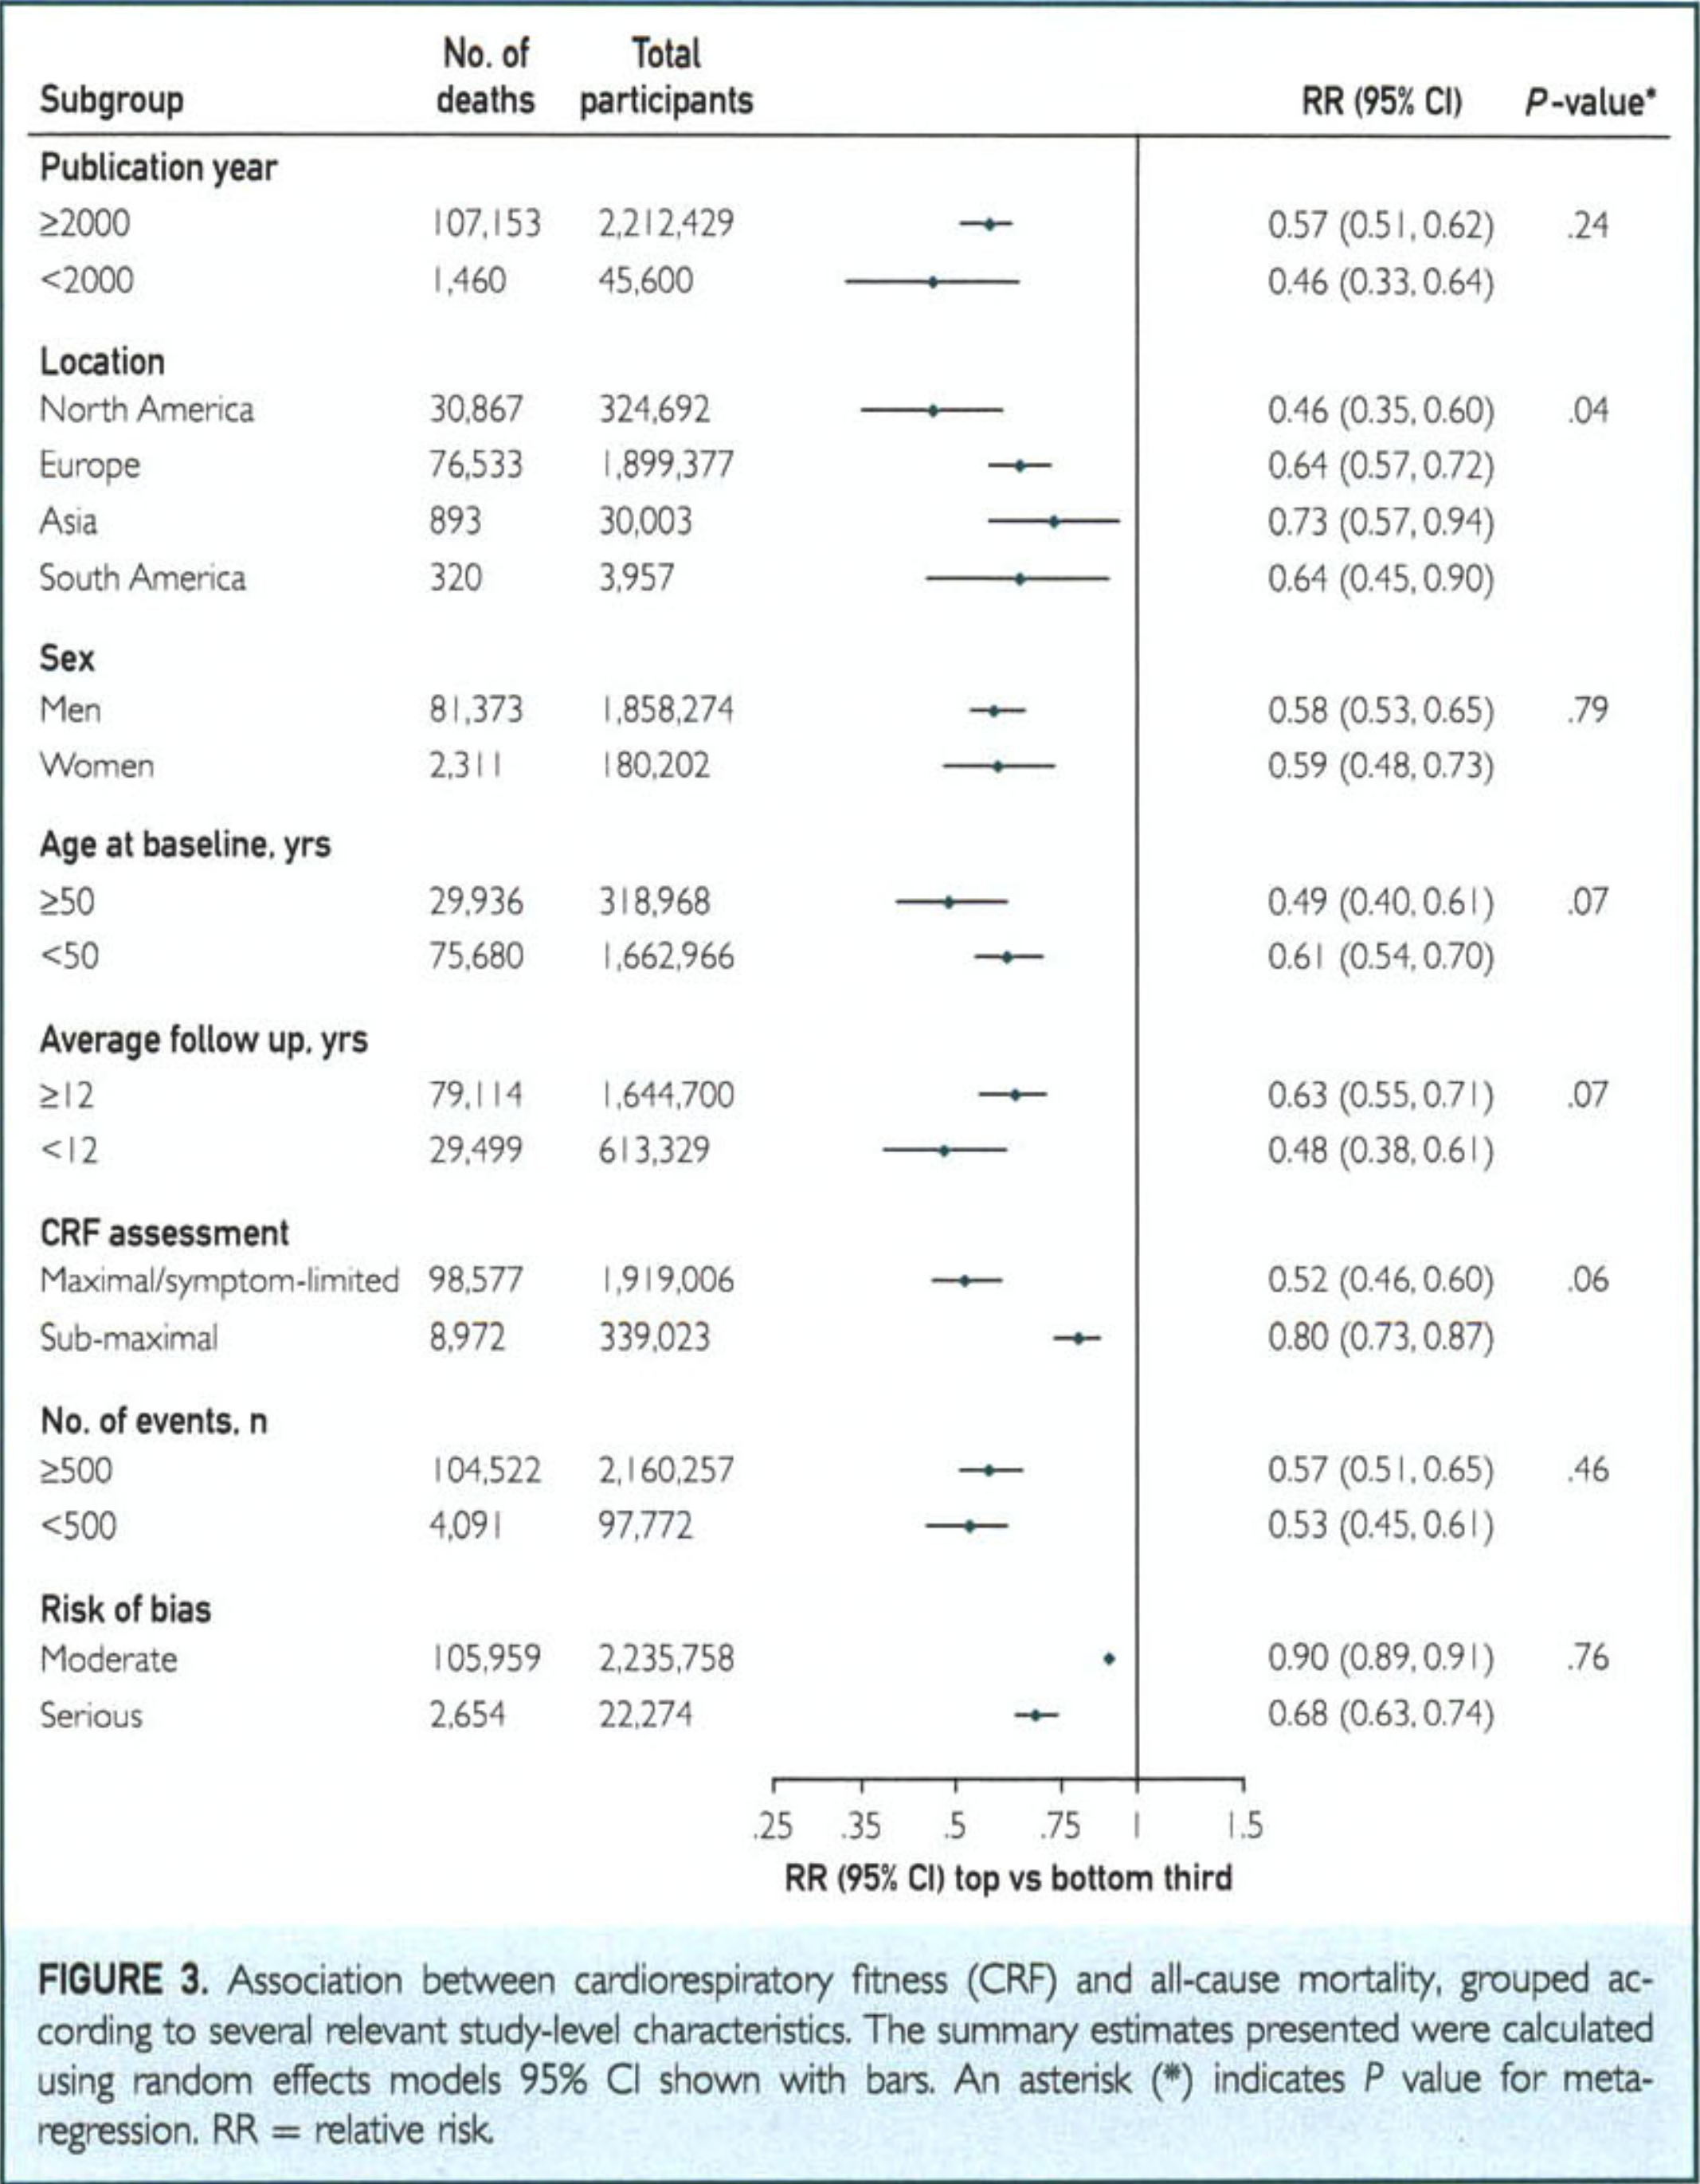 No. of Total
Subgroup deaths participants RR (95% CI) P-value*
Publication year
≥2000 107,153 2,212,429 0.57 (0.51, 0.62) .24
<2000 1,460 45,600 0.46 (0.33, 0.64)
Location
North America 30,867 324,692 0.46 (0.35, 0.60) .04
Europe 76,533 1,899,377 0.64 (0.57, 0.72)
Asia 893 30,003 0.73 (0.57, 0.94)
South America 320 3,957 0.64 (0.45, 0.90)
Sex
Men 81,373 1,858,274 0.58 (0.53, 0.65) .79
Women 2,311 180,202 0.59 (0.48, 0.73)
Age at baseline, yrs
≥50 29,936 318,968 0.49 (0.40, 0.61) .07
<50 75,680 1,662,966 0.61 (0.54, 0.70)
Average follow up, yrs
≥12 79,114 1,644,700 0.63 (0.55, 0.71) .07
<12 29,499 613,329 0.48 (0.38, 0.61)
CRF assessment
Maximal/symptom-limited 98,577 1,919,006 0.52 (0.46, 0.60) .06
Sub-maximal 8,972 339,023 0.80 (0.73, 0.87)
No. of events, n
≥500 104,522 2,160,257 0.57 (0.51, 0.65) .46
<500 4,091 97,772 0.53 (0.45, 0.61)
Risk of bias
Moderate 105,959 2,235,758 0.90 (0.89, 0.91) .76
Serious 2,654 22,274 0.68 (0.63, 0.74)
.25 .35 .5 .75 1 1.5
RR (95% CI) top vs bottom third
FIGURE 3. Association between cardiorespiratory fitness (CRF) and all-cause mortality, grouped ac-
cording to several relevant study-level characteristics. The summary estimates presented were calculated
using random effects models 95% CI shown with bars. An asterisk (*) indicates P value for meta-
regression. RR = relative risk.